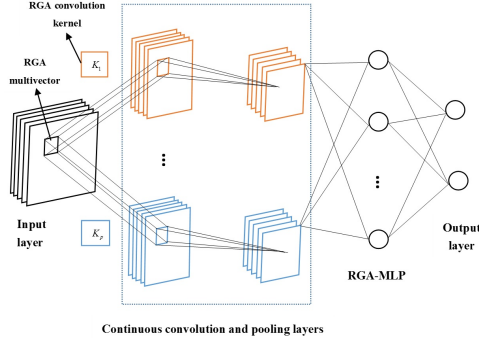 RGA convolution
kernel
K1
RGA
multivector
Input
layer
Kp
Output
layer
RGA-MLP
Continuous convolution and pooling layers